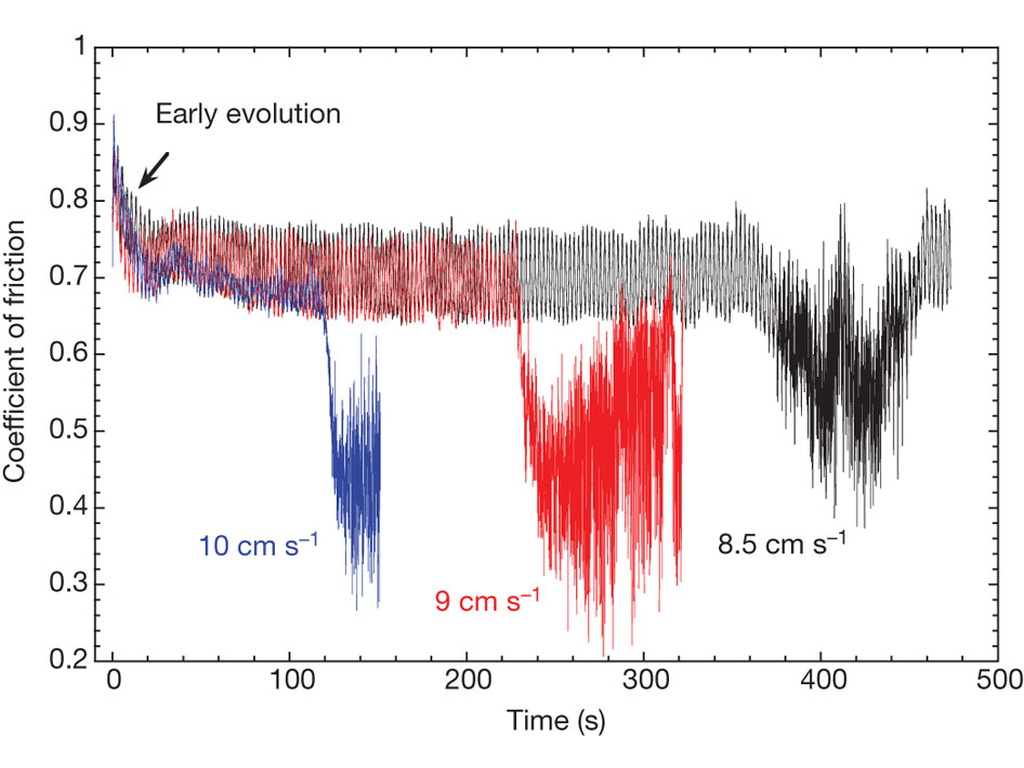 1
0.9
0.8
0.7
0.6
0.5
0.4
0.3
0.2
Coefficient of friction
Early evolution
10 cm s⁻¹
9 cm s⁻¹
8.5 cm s⁻¹
0 100 200 300 400 500
Time (s)